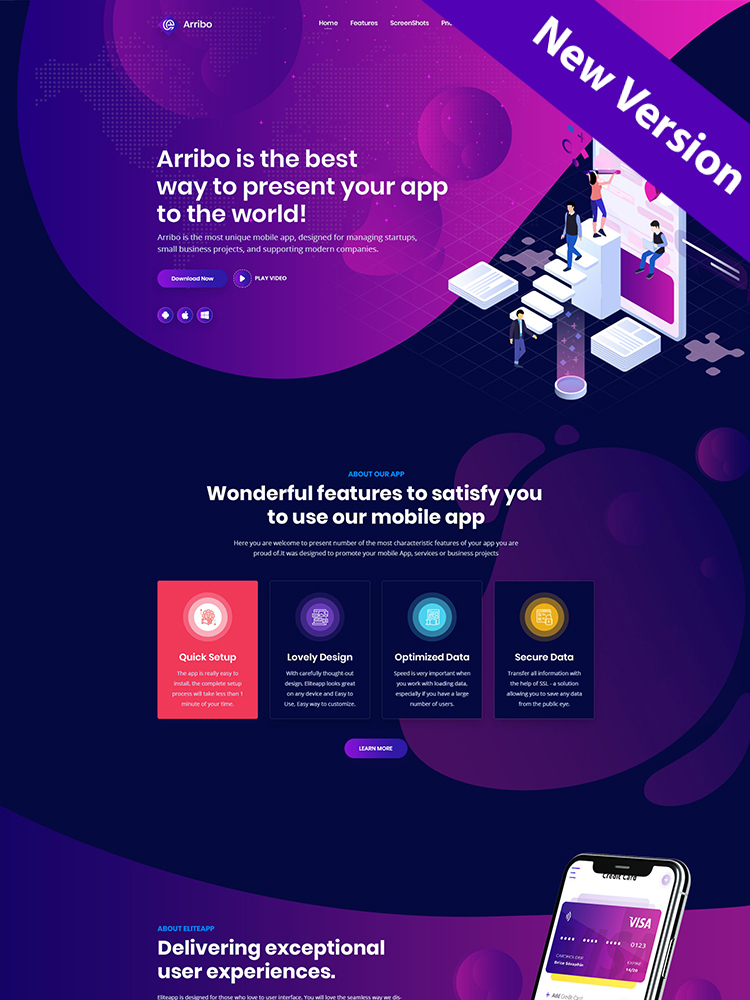 Arribo
Home Features ScreenShots
New Version
Arribo is the best
way to present your app
to the world!
Arribo is the most unique mobile app, designed for managing startups,
small business projects, and supporting modern companies.
Download Now PLAY VIDEO
ABOUT OUR APP
Wonderful features to satisfy you
to use our mobile app
Here you are welcome to present number of the most characteristic features of your app you are
proud of.It was designed to promote your mobile App, services or business projects
Quick Setup
The app is really easy to
install, the complete setup
process will take less than 1
minute of your time.
Lovely Design
With carefully thought-out
design, Eliteapp looks great
on any device and Easy to
Use, Easy way to customize.
Optimized Data
Speed is very important when
you work with loading data,
especially if you have a large
number of users.
Secure Data
Transfer all information with
the help of SSL - a solution
allowing you to save any data
from the public eye.
LEARN MORE
Credit Card
VISA
0123
CARDHOLDER
EXPIRE
14/20
+ Add Credit Card
ABOUT ELITEAPP
Delivering exceptional
user experiences.
Eliteapp is designed for those who love to user interface. You will love the seamless way we dis-